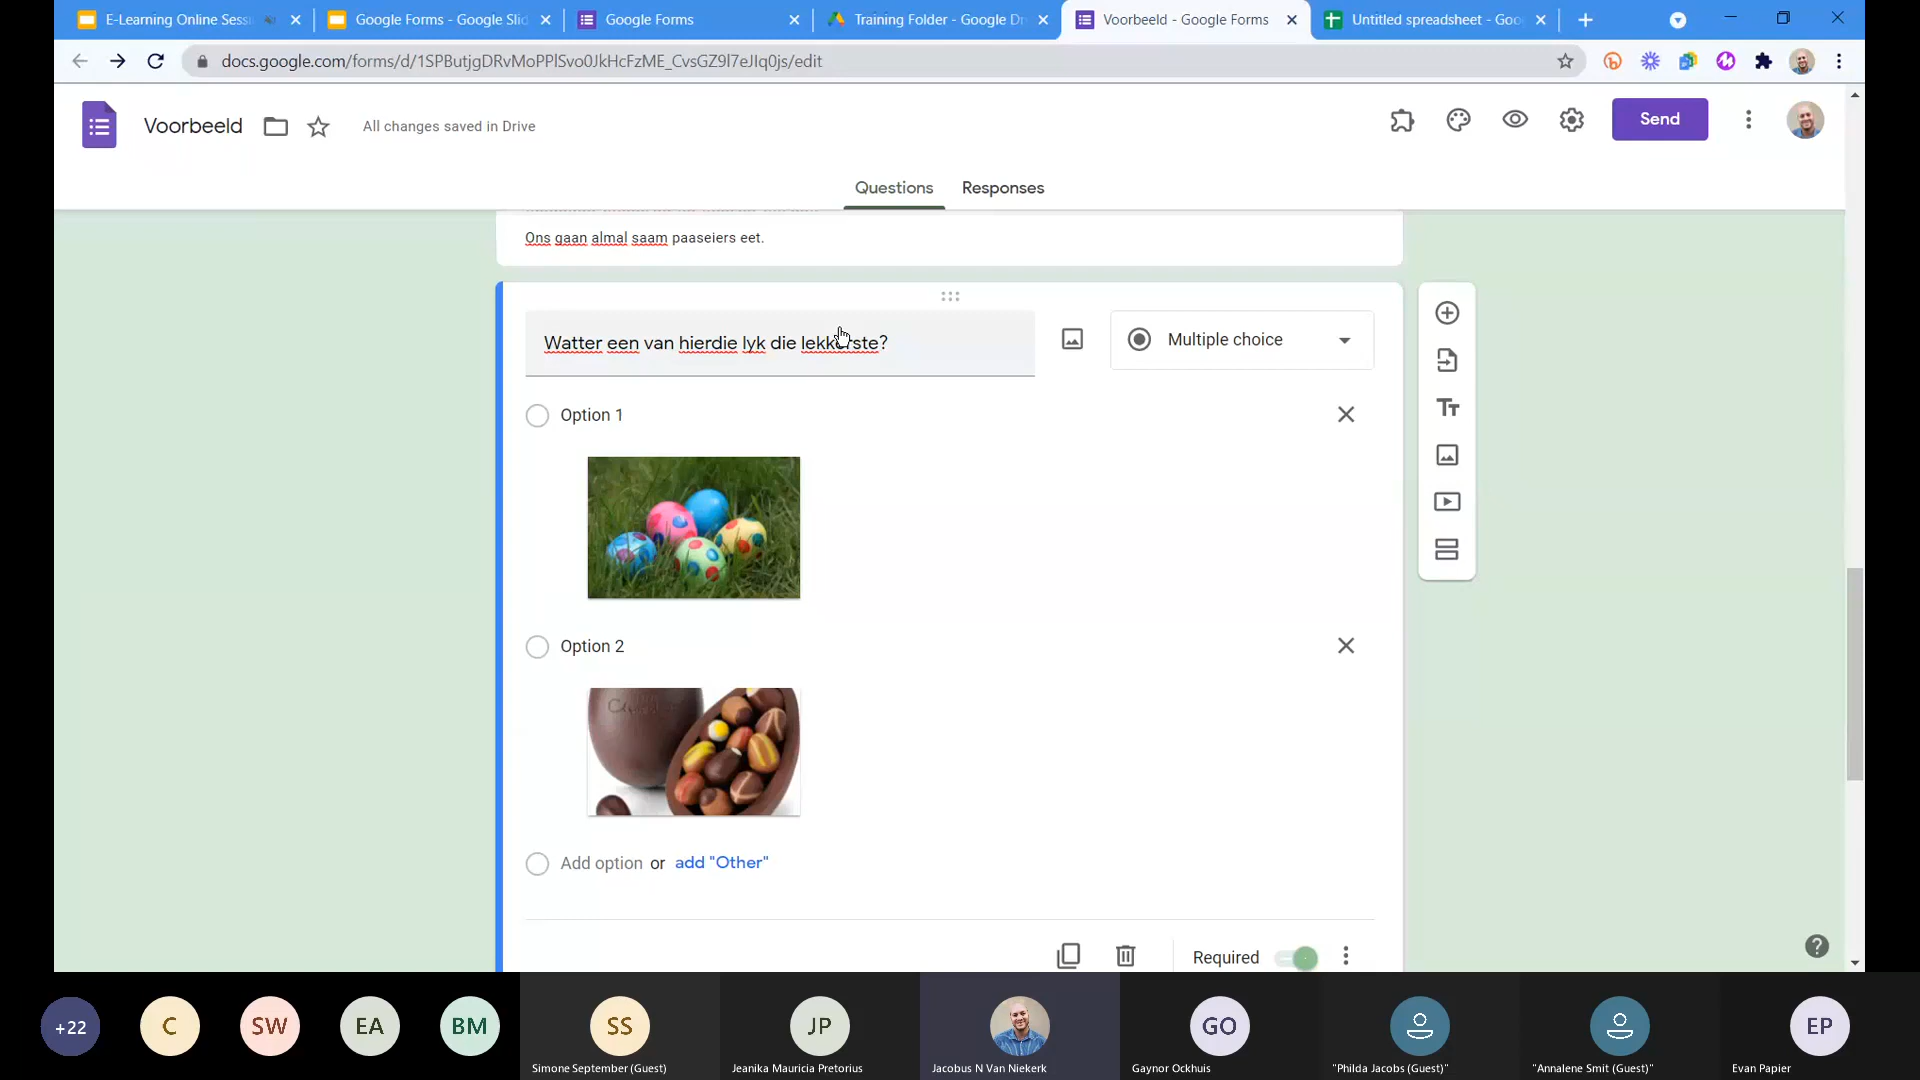 E-Learning Online Sessi
Google Forms - Google Slid
Google Forms
Training Folder - Google Dr
Voorbeeld - Google Forms
Untitled spreadsheet - Goo
docs.google.com/forms/d/1SPButjgDRvMoPPlSvo0JkHcFzME_CvsGZ9l7eJIq0js/edit
Voorbeeld
All changes saved in Drive
Send
Questions
Responses
Ons gaan almal saam paaseiers eet.
Watter een van hierdie lyk die lekkerste?
Multiple choice
Option 1
Option 2
Add option or add "Other"
Required
+22
C
SW
EA
BM
SS
JP
GO
EP
Simone September (Guest)
Jeanika Mauricia Pretorius
Jacobus N Van Niekerk
Gaynor Ockhuis
"Philda Jacobs (Guest)"
"Annalene Smit (Guest)"
Evan Papier